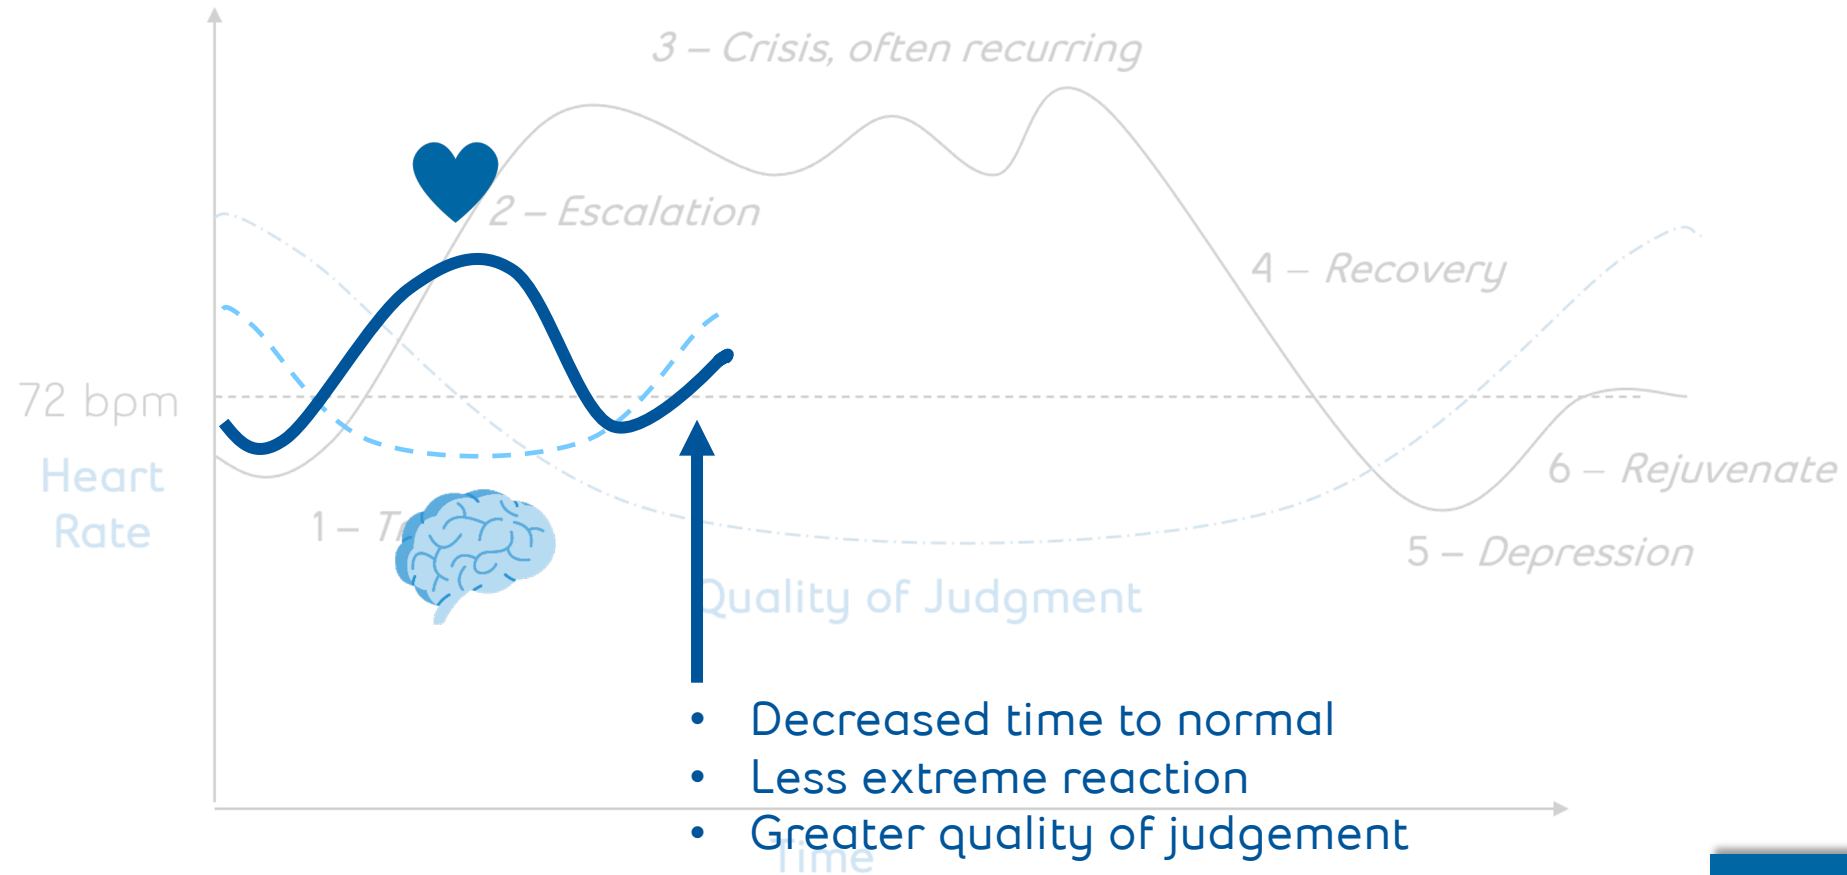 3 – Crisis, often recurring
2 – Escalation
4 – Recovery
72 bpm
Heart
Rate
6 – Rejuvenate
1 –
5 – Depression
Quality of Judgment
• Decreased time to normal
• Less extreme reaction
• Greater quality of judgement
Time